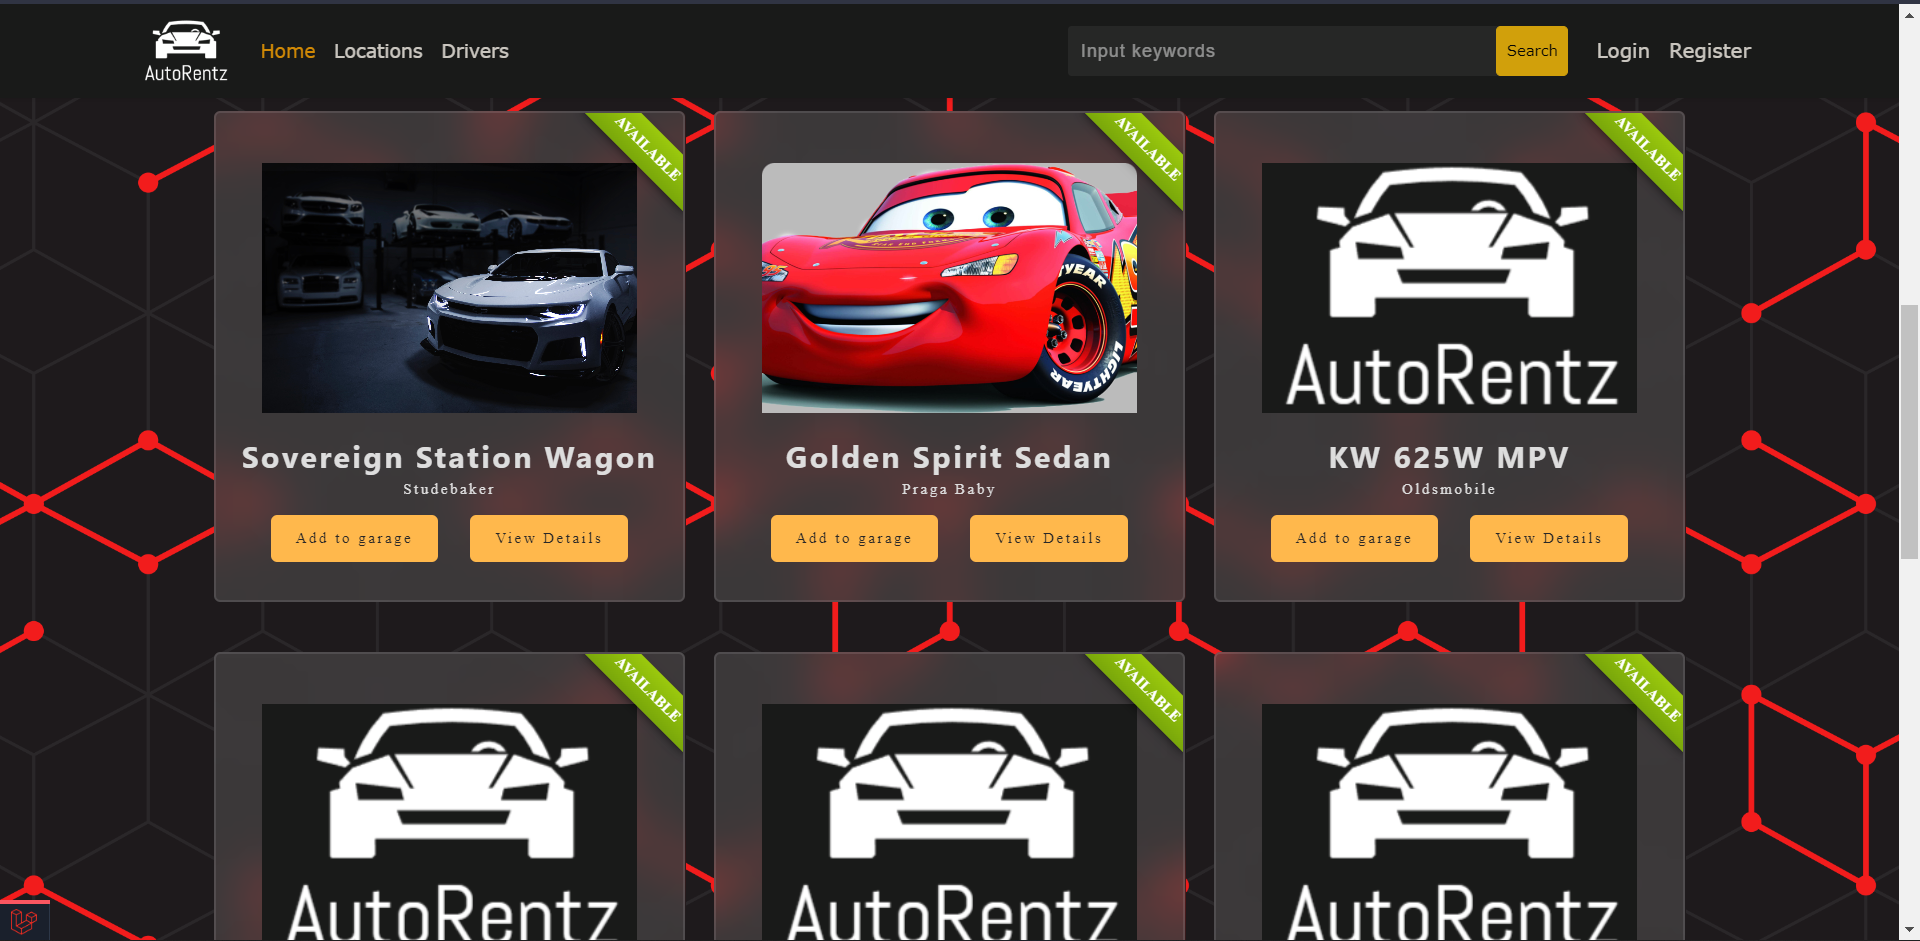 AutoRentz
Home Locations Drivers
Input keywords
Search
Login Register
AVAILABLE
AVAILABLE
AVAILABLE
YEAR
LIGHTYEAR
AutoRentz
Sovereign Station Wagon
Studebaker
Add to garage View Details
Golden Spirit Sedan
Praga Baby
Add to garage View Details
KW 625W MPV
Oldsmobile
Add to garage View Details
AVAILABLE
AVAILABLE
AVAILABLE
AutoRentz
AutoRentz
AutoRentz